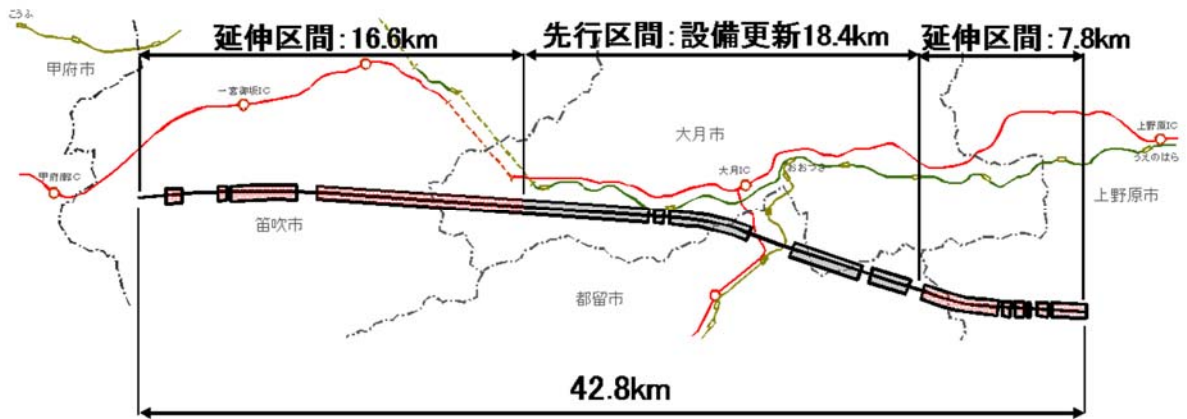 こうふ
延伸区間:16.6km
先行区間:設備更新18.4km
延伸区間:7.8km
甲府市
一宮御坂IC
大月市
上野原IC
うえのはら
甲府南IC
大月IC
おおつき
上野原市
笛吹市
都留市
42.8km